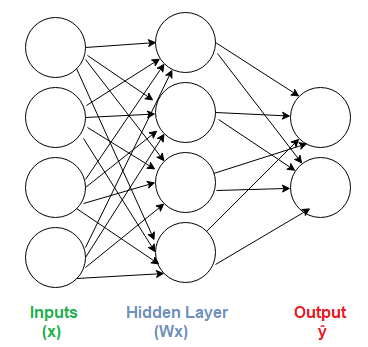 Inputs
(x)
Hidden Layer
(Wx)
Output
ŷ